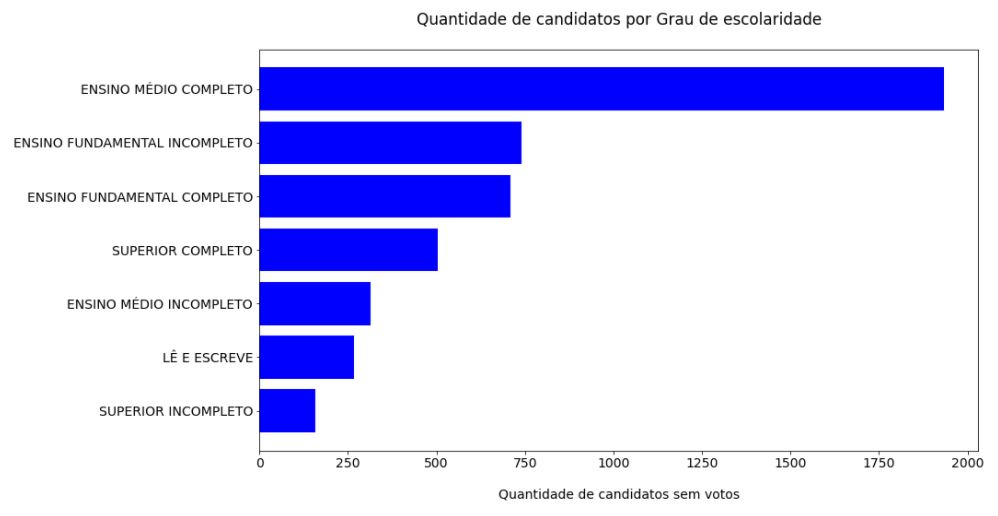 Quantidade de candidatos por Grau de escolaridade
ENSINO MÉDIO COMPLETO
ENSINO FUNDAMENTAL INCOMPLETO
ENSINO FUNDAMENTAL COMPLETO
SUPERIOR COMPLETO
ENSINO MÉDIO INCOMPLETO
LÊ E ESCREVE
SUPERIOR INCOMPLETO
0 250 500 750 1000 1250 1500 1750 2000
Quantidade de candidatos sem votos